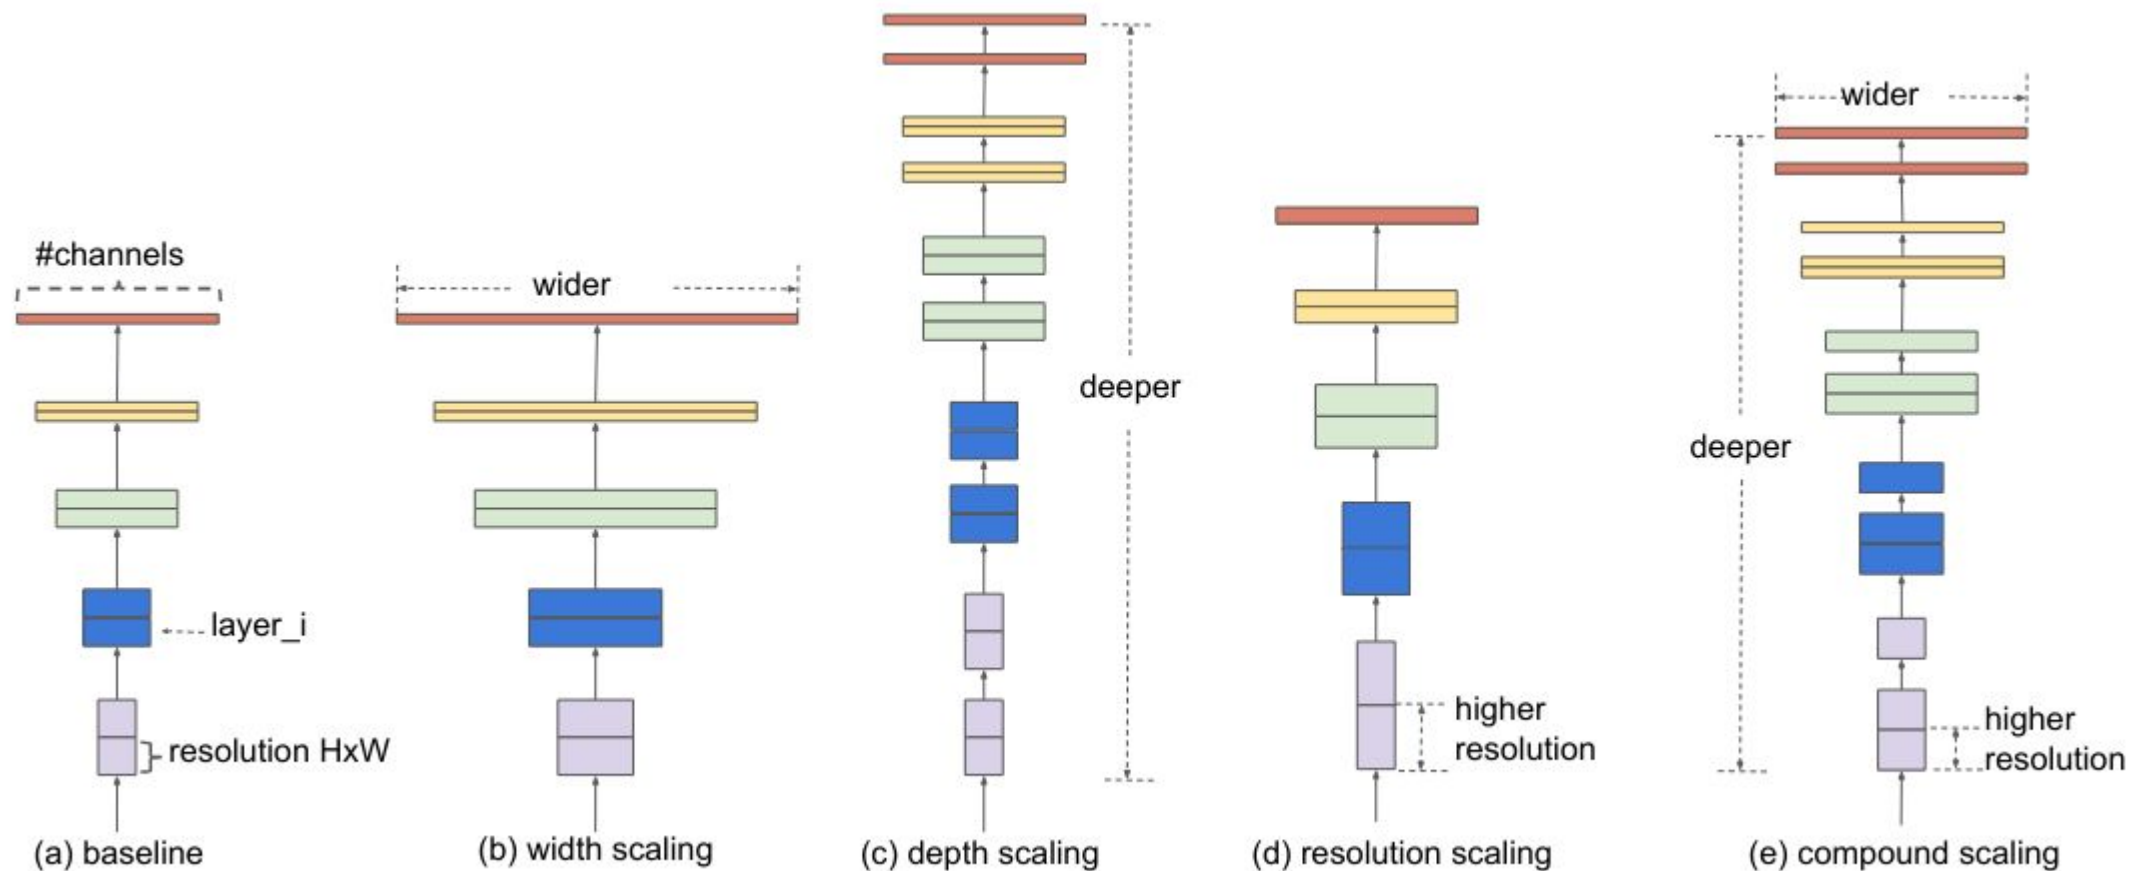 #channels
layer_i
resolution HxW
(a) baseline
wider
(b) width scaling
deeper
(c) depth scaling
higher
resolution
(d) resolution scaling
wider
deeper
higher
resolution
(e) compound scaling